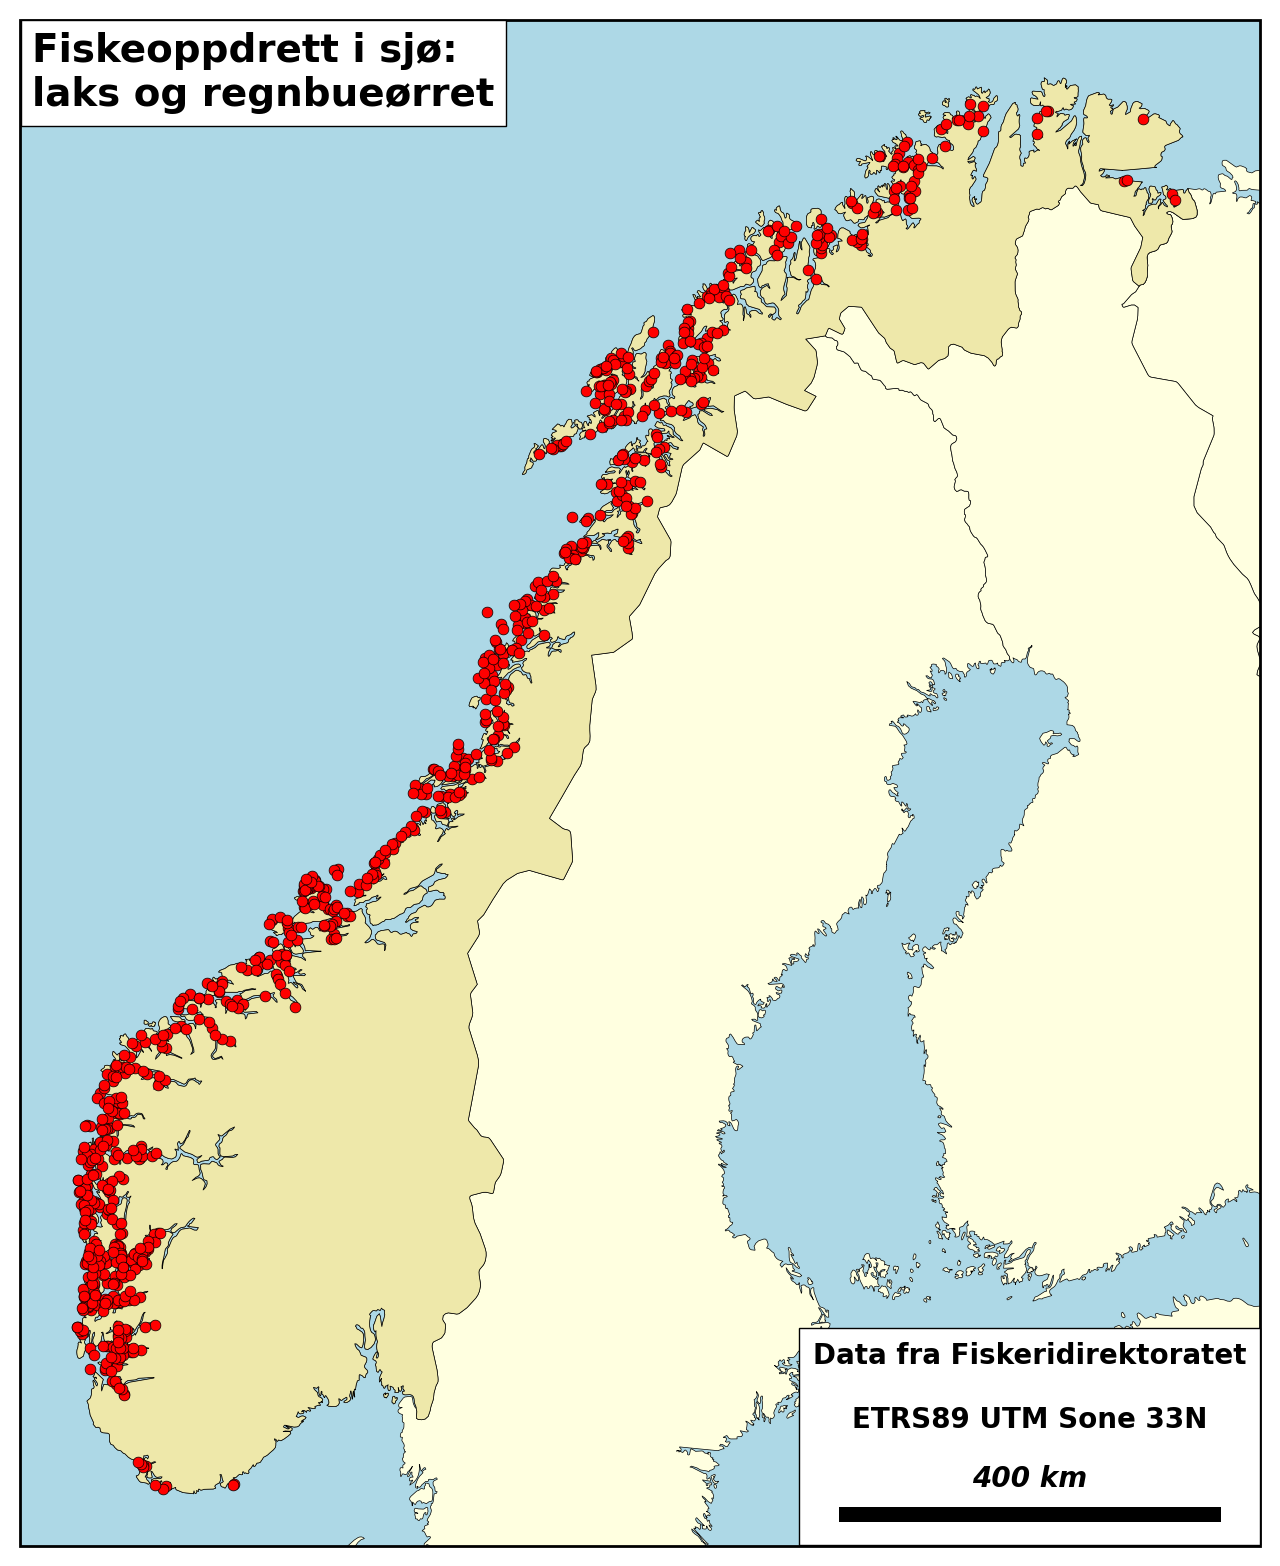 Fiskeoppdrett i sjø:
laks og regnbueørret
Data fra Fiskeridirektoratet
ETRS89 UTM Sone 33N
400 km